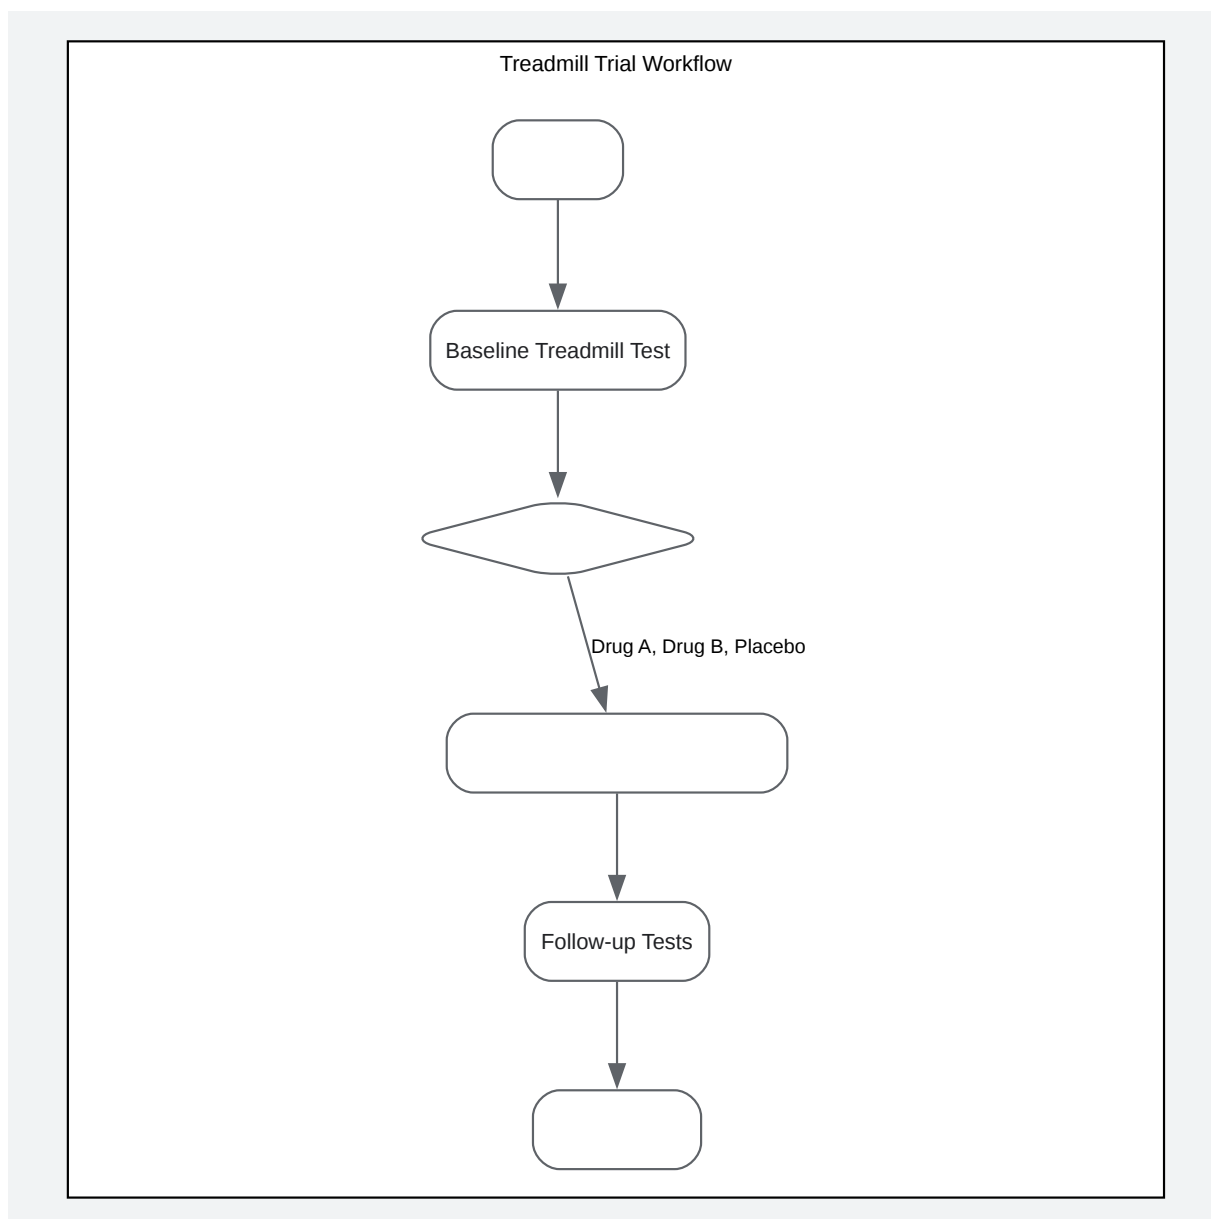 Treadmill Trial Workflow
Baseline Treadmill Test
Drug A, Drug B, Placebo
Follow-up Tests